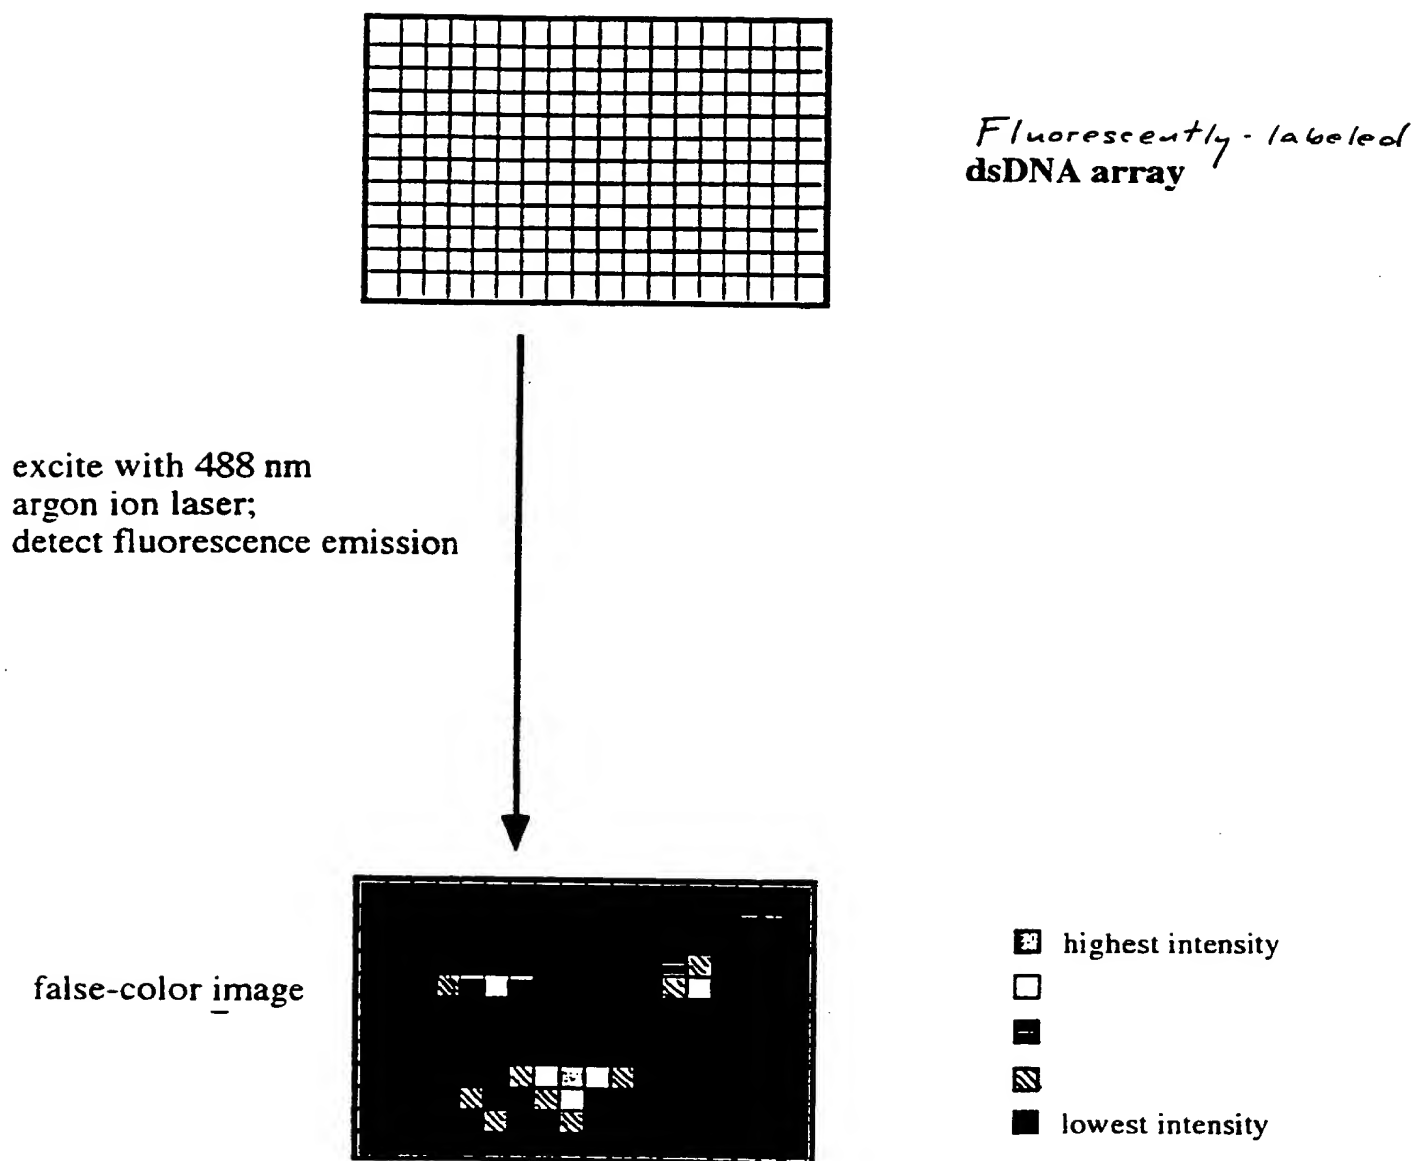 Fluorescently-labeled
dsDNA array
excite with 488 nm
argon ion laser;
detect fluorescence emission
false-color image
highest intensity
lowest intensity